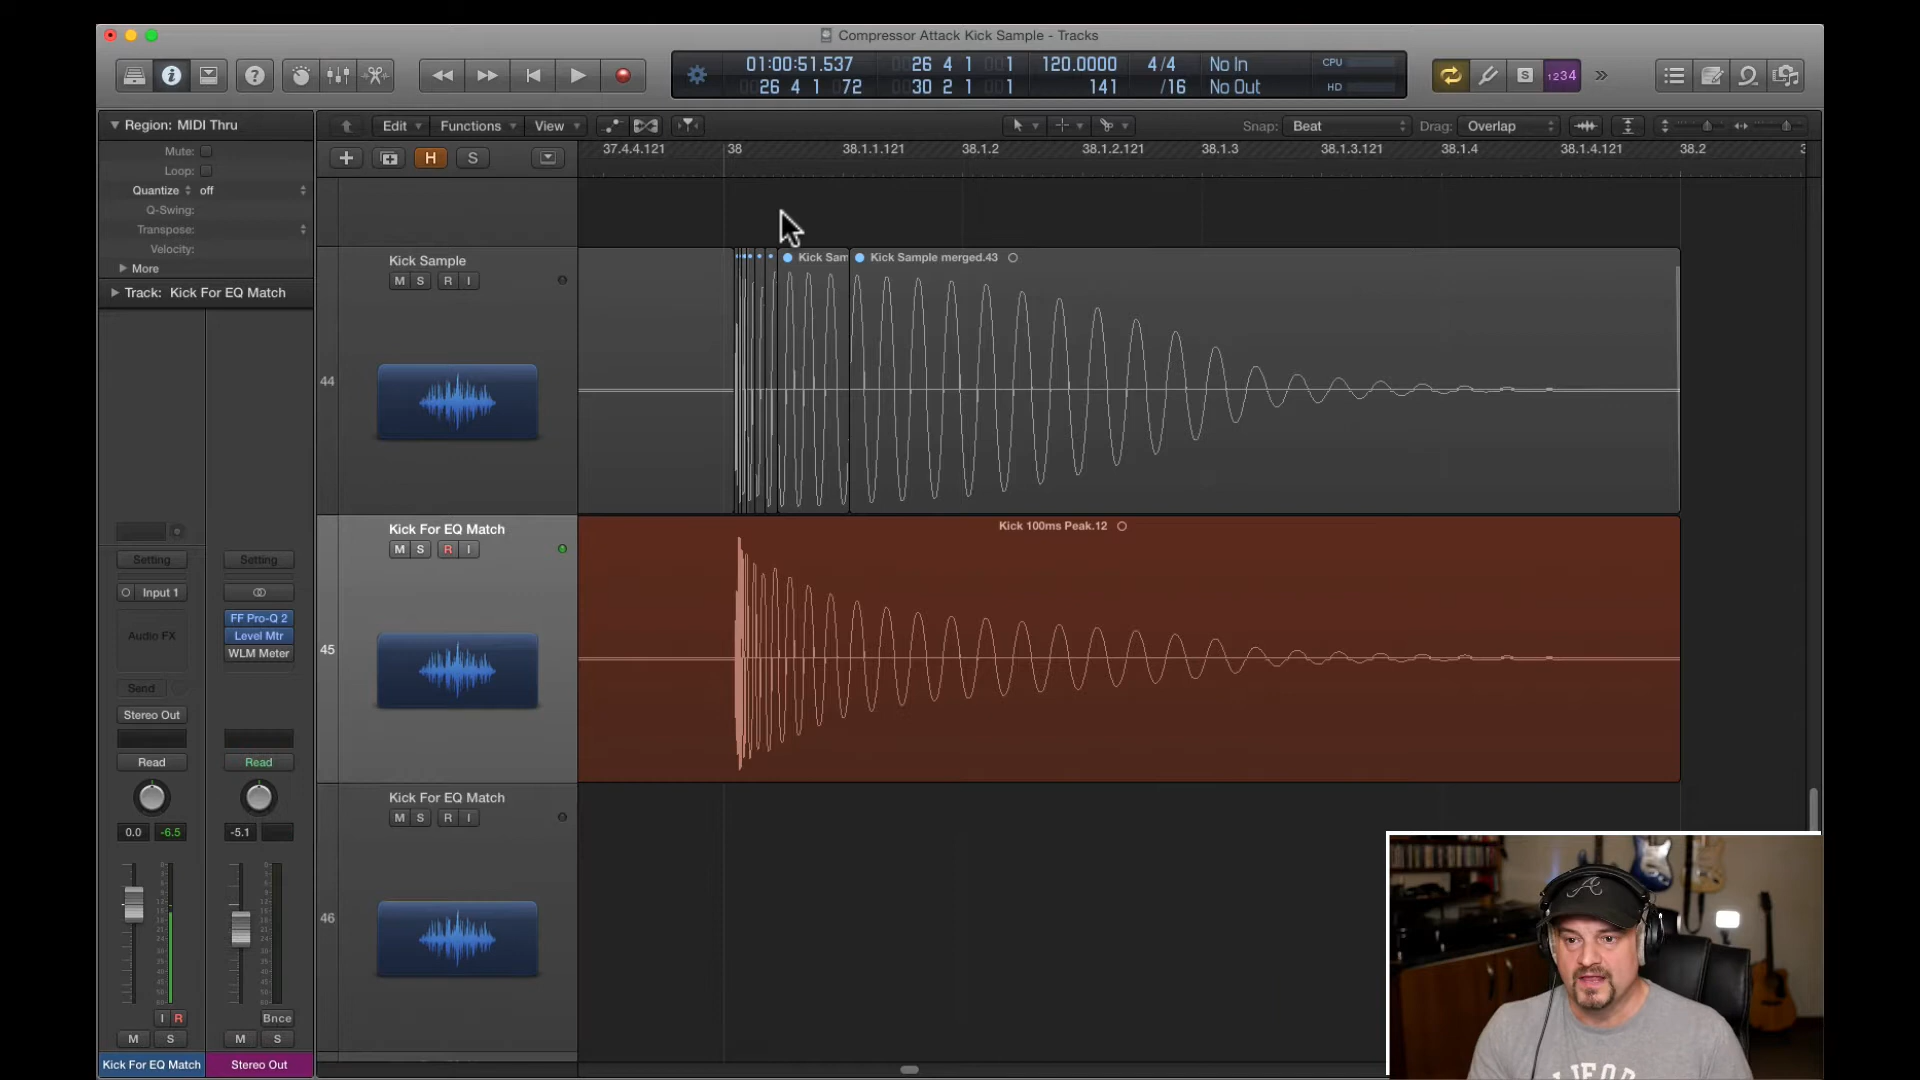 Compressor Attack Kick Sample - Tracks
01:00:51.537
26 4 1 72
26 4 1 1
30 2 1 1
120.0000
141
4/4
/16
No In
No Out
CPU
HD
S
1234
Region: MIDI Thru
Mute:
Loop:
Quantize off
Q-Swing:
Transpose:
Velocity:
More
Track: Kick For EQ Match
Edit Functions View
Snap: Beat
Drag: Overlap
H S
37.4.4.121 38 38.1.1.121 38.1.2 38.1.2.121 38.1.3 38.1.3.121 38.1.4 38.1.4.121 38.2 3
44
Kick Sample
M S R I
Kick Sam
Kick Sample merged.43
45
Kick For EQ Match
M S R I
Kick 100ms Peak.12
46
Kick For EQ Match
M S R I
Setting Setting
Input 1
Audio FX
FF Pro-Q 2
Level Mtr
WLM Meter
Send
Stereo Out
Read Read
0.0 -6.5 -5.1
I R Bnce
M S M S
Kick For EQ Match Stereo Out
A